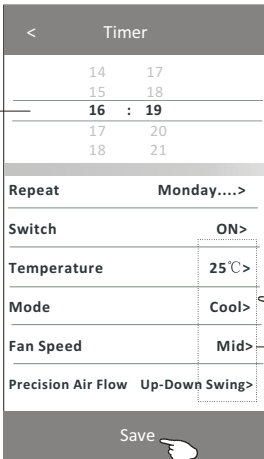 < Timer
14 17
15 18
16 : 19
17 20
18 21
Repeat Monday....>
Switch ON>
Temperature 25℃>
Mode Cool>
Fan Speed Mid>
Precision Air Flow Up-Down Swing>
Save